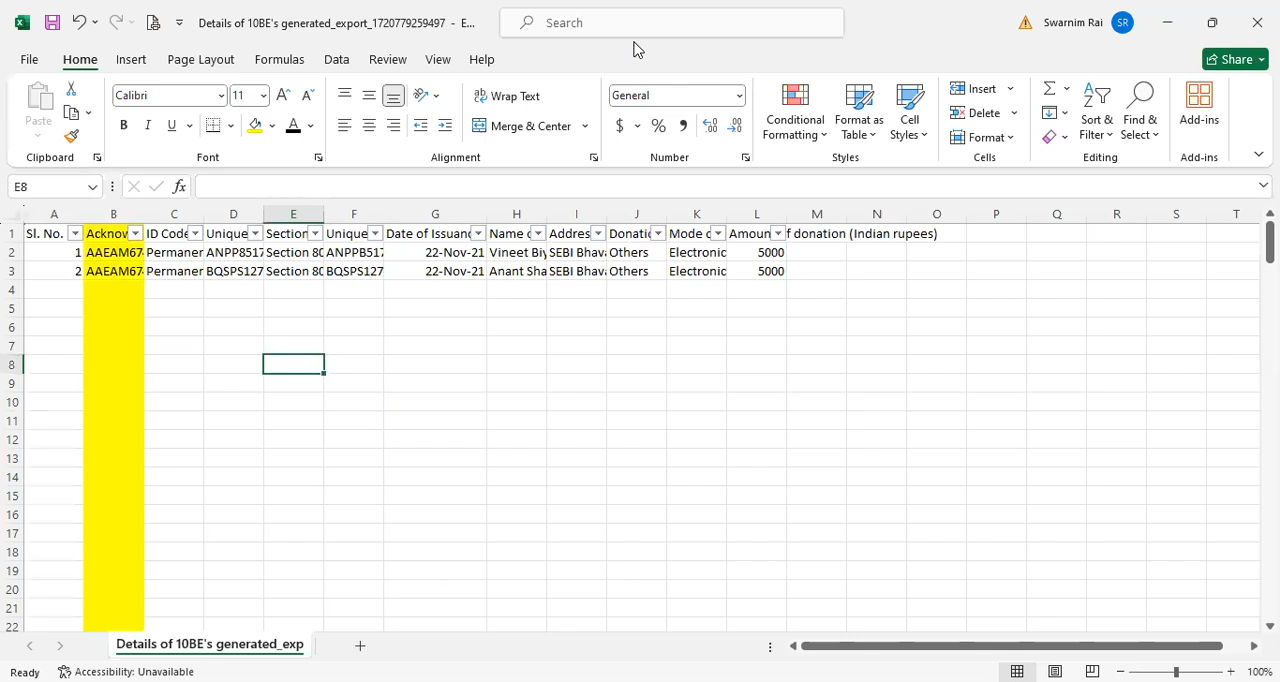 Details of 10BE's generated_export_1720779259497 - E...
Search
Swarnim Rai SR
File Home Insert Page Layout Formulas Data Review View Help
Share
Paste
Calibri 11
Wrap Text
General
Conditional Formatting
Format as Table
Cell Styles
Insert
Delete
Format
Sort & Filter
Find & Select
Add-ins
B I U A
Merge & Center
$ % ,
Clipboard Font Alignment Number Styles Cells Editing Add-ins
E8 fx
A B C D E F G H I J K L M N O P Q R S T
1 Sl. No. Acknov ID Code Unique Section Unique Date of Issuanc Name c Addres Donatic Mode c Amoun f donation (Indian rupees)
2 1 AAEAM67 Permaner ANPP8517 Section 80 ANPPB517 22-Nov-21 Vineet Biy SEBI Bhava Others Electronic 5000
3 2 AAEAM67 Permaner BQSPS127 Section 80 BQSPS127 22-Nov-21 Anant Sha SEBI Bhava Others Electronic 5000
4
5
6
7
8
9
10
11
12
13
14
15
16
17
18
19
20
21
22
Details of 10BE's generated_exp
Ready Accessibility: Unavailable 100%